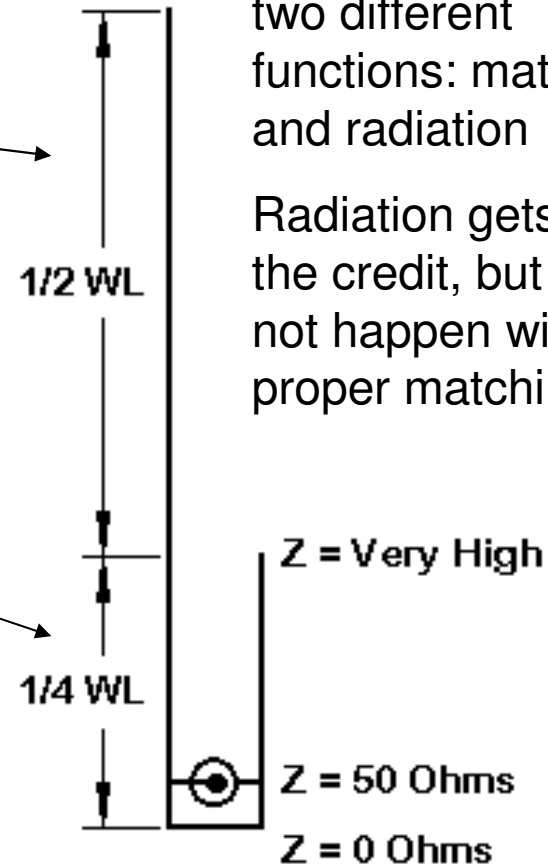 two different
functions: mat
and radiation
Radiation gets
the credit, but
not happen wi
proper matchi
1/2 WL
Z = Very High
1/4 WL
Z = 50 Ohms
Z = 0 Ohms